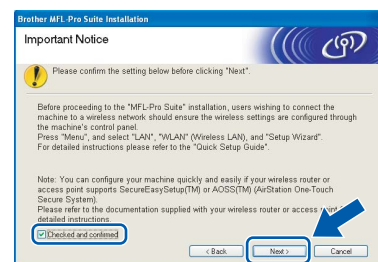 Brother MFL-Pro Suite Installation
Important Notice
Please confirm the setting below before clicking "Next".
Before proceeding to the "MFL-Pro Suite" installation, users wishing to connect the
machine to a wireless network should ensure the wireless settings are configured through
the machine's control panel.
Press "Menu", and select "LAN", "WLAN" (Wireless LAN), and "Setup Wizard".
For detailed instructions please refer to the "Quick Setup Guide".
Note: You can configure your machine quickly and easily if your wireless router or
access point supports SecureEasySetup(TM) or AOSS(TM) (AirStation One-Touch
Secure System).
Please refer to the documentation supplied with your wireless router or access point
detailed instructions.
Checked and confirmed
< Back Next > Cancel